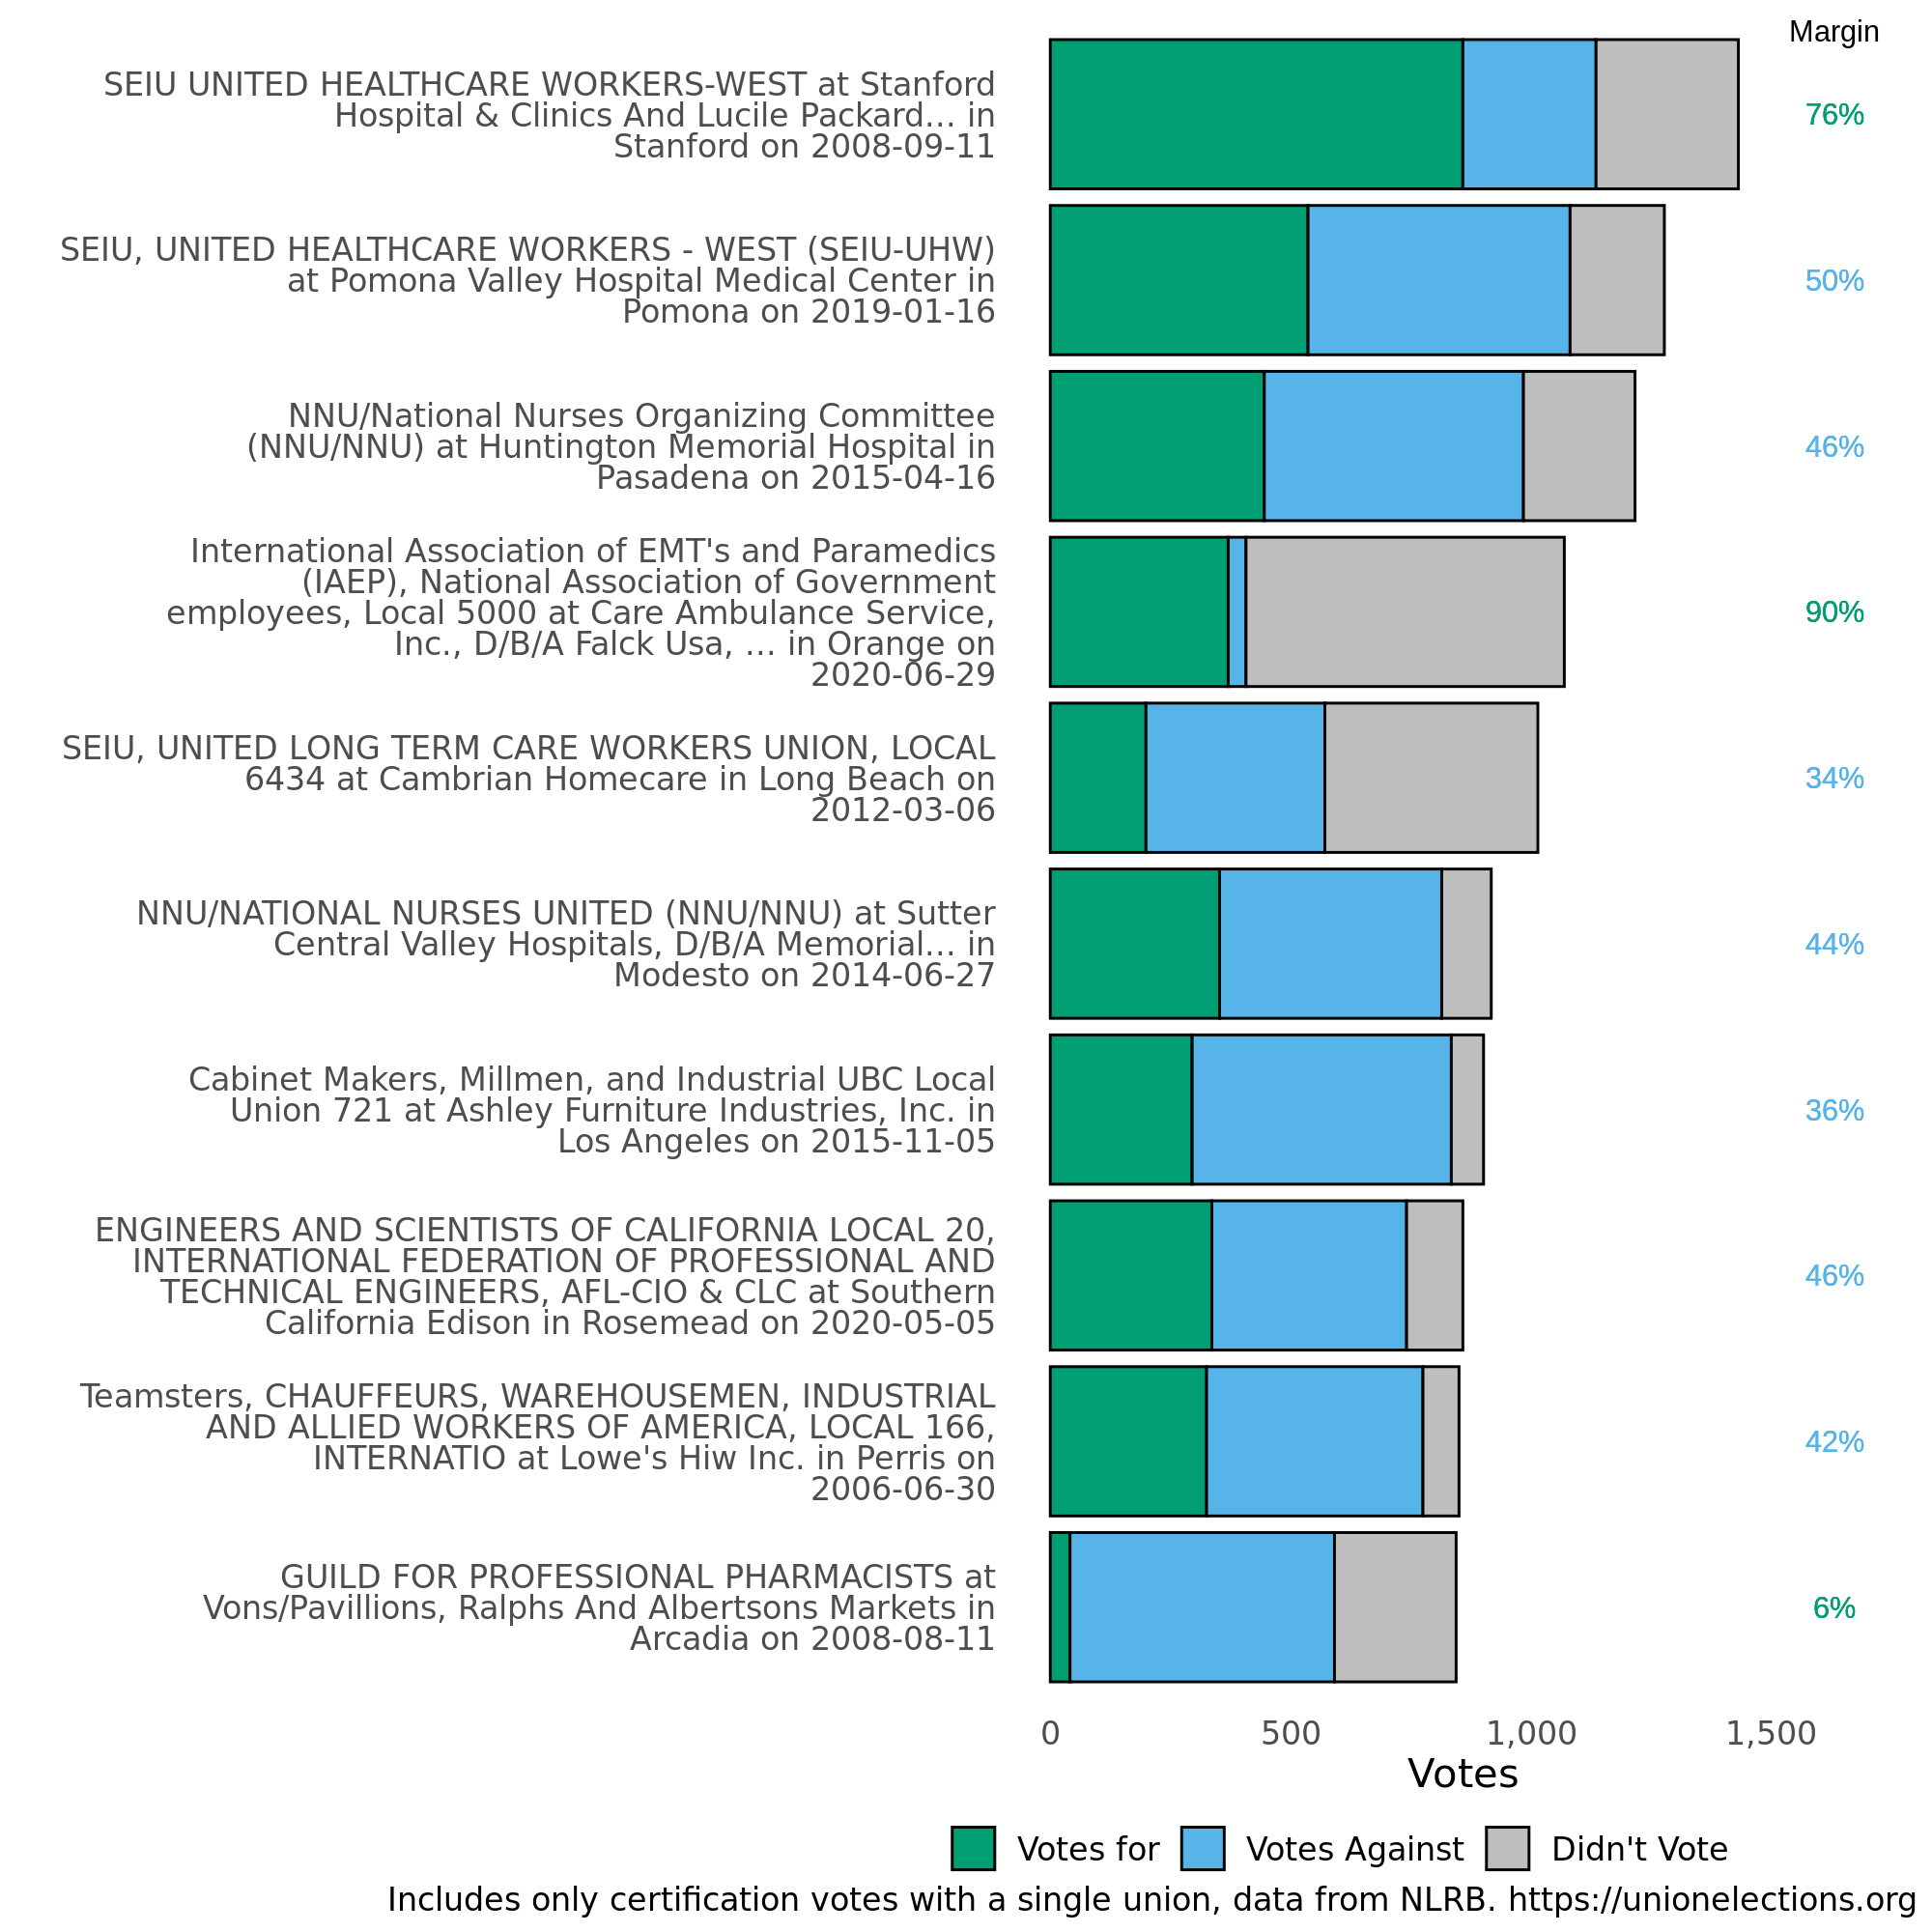 Margin
SEIU UNITED HEALTHCARE WORKERS-WEST at Stanford
Hospital & Clinics And Lucile Packard... in
Stanford on 2008-09-11
76%
SEIU, UNITED HEALTHCARE WORKERS - WEST (SEIU-UHW)
at Pomona Valley Hospital Medical Center in
Pomona on 2019-01-16
50%
NNU/National Nurses Organizing Committee
(NNU/NNU) at Huntington Memorial Hospital in
Pasadena on 2015-04-16
46%
International Association of EMT's and Paramedics
(IAEP), National Association of Government
employees, Local 5000 at Care Ambulance Service,
Inc., D/B/A Falck Usa, ... in Orange on
2020-06-29
90%
SEIU, UNITED LONG TERM CARE WORKERS UNION, LOCAL
6434 at Cambrian Homecare in Long Beach on
2012-03-06
34%
NNU/NATIONAL NURSES UNITED (NNU/NNU) at Sutter
Central Valley Hospitals, D/B/A Memorial... in
Modesto on 2014-06-27
44%
Cabinet Makers, Millmen, and Industrial UBC Local
Union 721 at Ashley Furniture Industries, Inc. in
Los Angeles on 2015-11-05
36%
ENGINEERS AND SCIENTISTS OF CALIFORNIA LOCAL 20,
INTERNATIONAL FEDERATION OF PROFESSIONAL AND
TECHNICAL ENGINEERS, AFL-CIO & CLC at Southern
California Edison in Rosemead on 2020-05-05
46%
Teamsters, CHAUFFEURS, WAREHOUSEMEN, INDUSTRIAL
AND ALLIED WORKERS OF AMERICA, LOCAL 166,
INTERNATIO at Lowe's Hiw Inc. in Perris on
2006-06-30
42%
GUILD FOR PROFESSIONAL PHARMACISTS at
Vons/Pavillions, Ralphs And Albertsons Markets in
Arcadia on 2008-08-11
6%
0 500 1,000 1,500
Votes
Votes for Votes Against Didn't Vote
Includes only certification votes with a single union, data from NLRB. https://unionelections.org